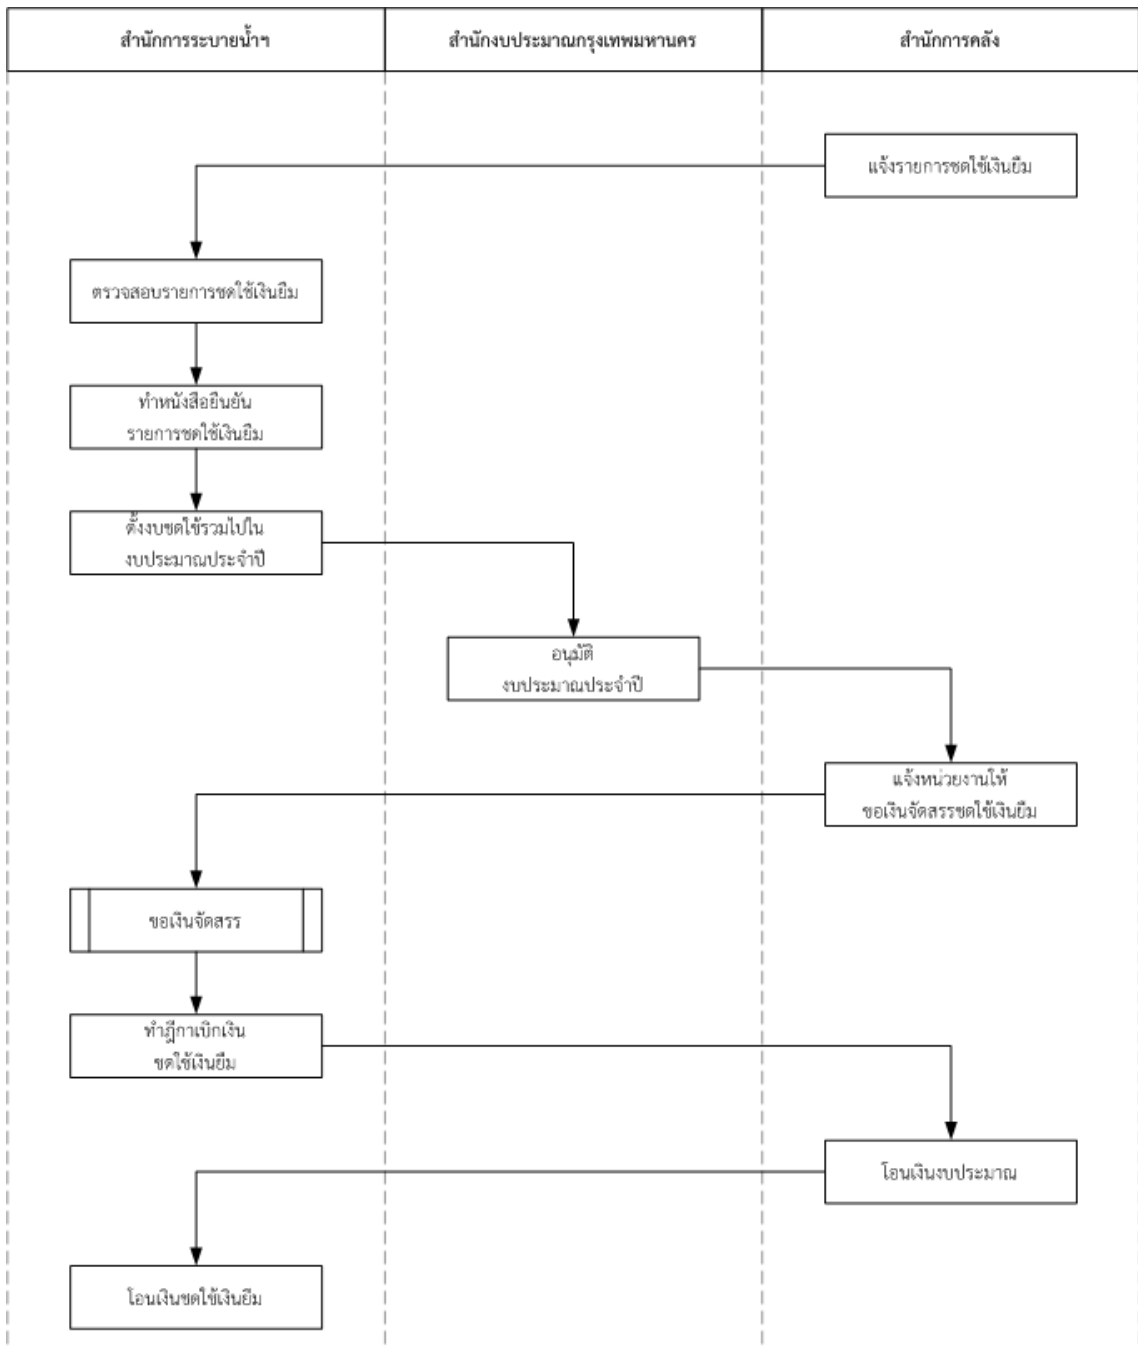 สำนักการระบายน้ำฯ
สำนักงบประมาณกรุงเทพมหานคร
สำนักการคลัง
แจ้งรายการชดใช้เงินยืม
ตรวจสอบรายการชดใช้เงินยืม
ทำหนังสือยืนยัน
รายการชดใช้เงินยืม
ตั้งงบชดใช้รวมไปใน
งบประมาณประจำปี
อนุมัติ
งบประมาณประจำปี
แจ้งหน่วยงานให้
ขอเงินจัดสรรชดใช้เงินยืม
ขอเงินจัดสรร
ทำฎีกาเบิกเงิน
ชดใช้เงินยืม
โอนเงินงบประมาณ
โอนเงินชดใช้เงินยืม